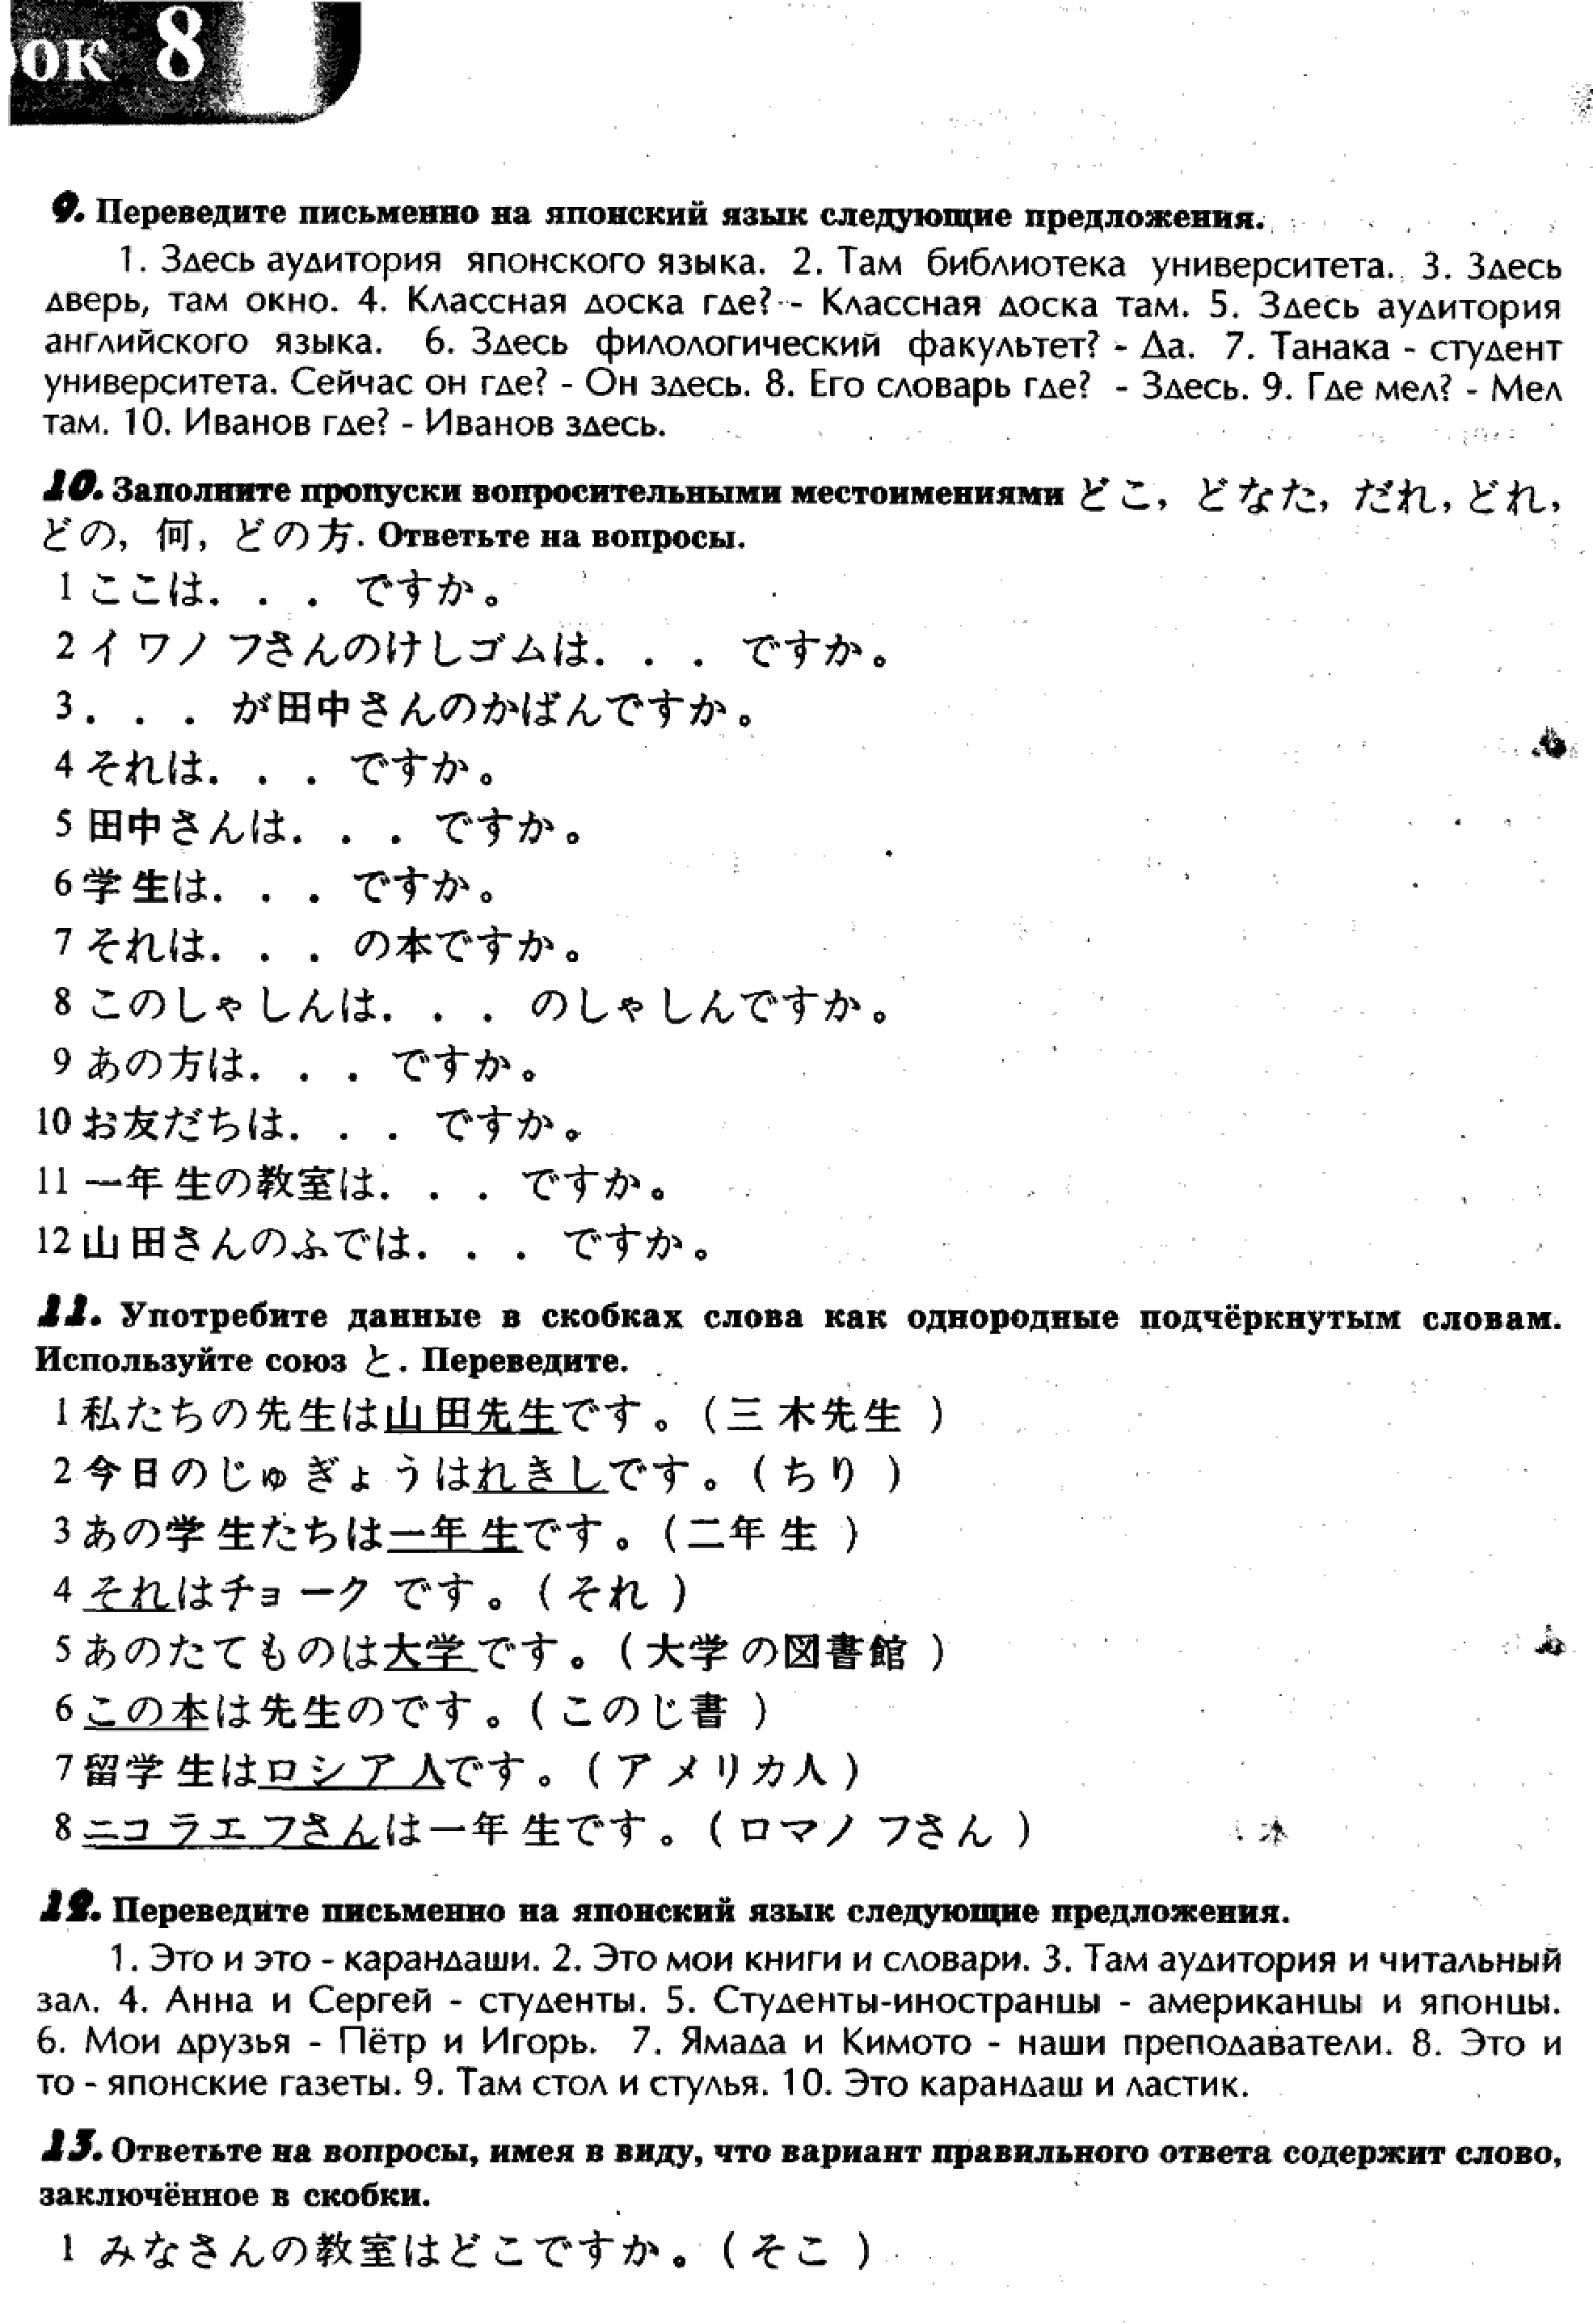 ок 8
9. Переведите письменно на японский язык следующие предложения.
1. Здесь аудитория японского языка. 2. Там библиотека университета. 3. Здесь
дверь, там окно. 4. Классная доска где? - Классная доска там. 5. Здесь аудитория
английского языка. 6. Здесь филологический факультет? - Да. 7. Танака - студент
университета. Сейчас он где? - Он здесь. 8. Его словарь где? - Здесь. 9. Где мел? - Мел
там. 10. Иванов где? - Иванов здесь.
10. Заполните пропуски вопросительными местоимениями どこ, どなた, だれ, どれ,
どの, 何, どの方. Ответьте на вопросы.
1 ここは. . . ですか。
2 イワノフさんのけしゴムは. . . ですか。
3 . . . が田中さんのかばんですか。
4 それは. . . ですか。
5 田中さんは. . . ですか。
6 学生は. . . ですか。
7 それは. . . の本ですか。
8 このしゃしんは. . . のしゃしんですか。
9 あの方は. . . ですか。
10 お友だちは. . . ですか。
11 一年生の教室は. . . ですか。
12 山田さんのふでは. . . ですか。
11. Употребите данные в скобках слова как однородные подчёркнутым словам.
Используйте союз と. Переведите.
1 私たちの先生は山田先生です。(三木先生)
2 今日のじゅぎょうはれきしです。(ちり)
3 あの学生たちは一年生です。(二年生)
4 それはチョークです。(それ)
5 あのたてものは大学です。(大学の図書館)
6 この本は先生のです。(このじ書)
7 留学生はロシア人です。(アメリカ人)
8 ニコラエフさんは一年生です。(ロマノフさん)
12. Переведите письменно на японский язык следующие предложения.
1. Это и это - карандаши. 2. Это мои книги и словари. 3. Там аудитория и читальный
зал. 4. Анна и Сергей - студенты. 5. Студенты-иностранцы - американцы и японцы.
6. Мои друзья - Пётр и Игорь. 7. Ямада и Кимото - наши преподаватели. 8. Это и
то - японские газеты. 9. Там стол и стулья. 10. Это карандаш и ластик.
13. Ответьте на вопросы, имея в виду, что вариант правильного ответа содержит слово,
заключённое в скобки.
1 みなさんの教室はどこですか。(そこ)